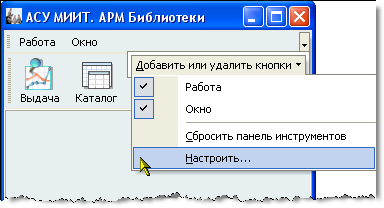 АСУ МИИТ. АРМ Библиотеки
Работа Окно
Добавить или удалить кнопки
Выдача Каталог
Работа
Окно
Сбросить панель инструментов
Настроить...